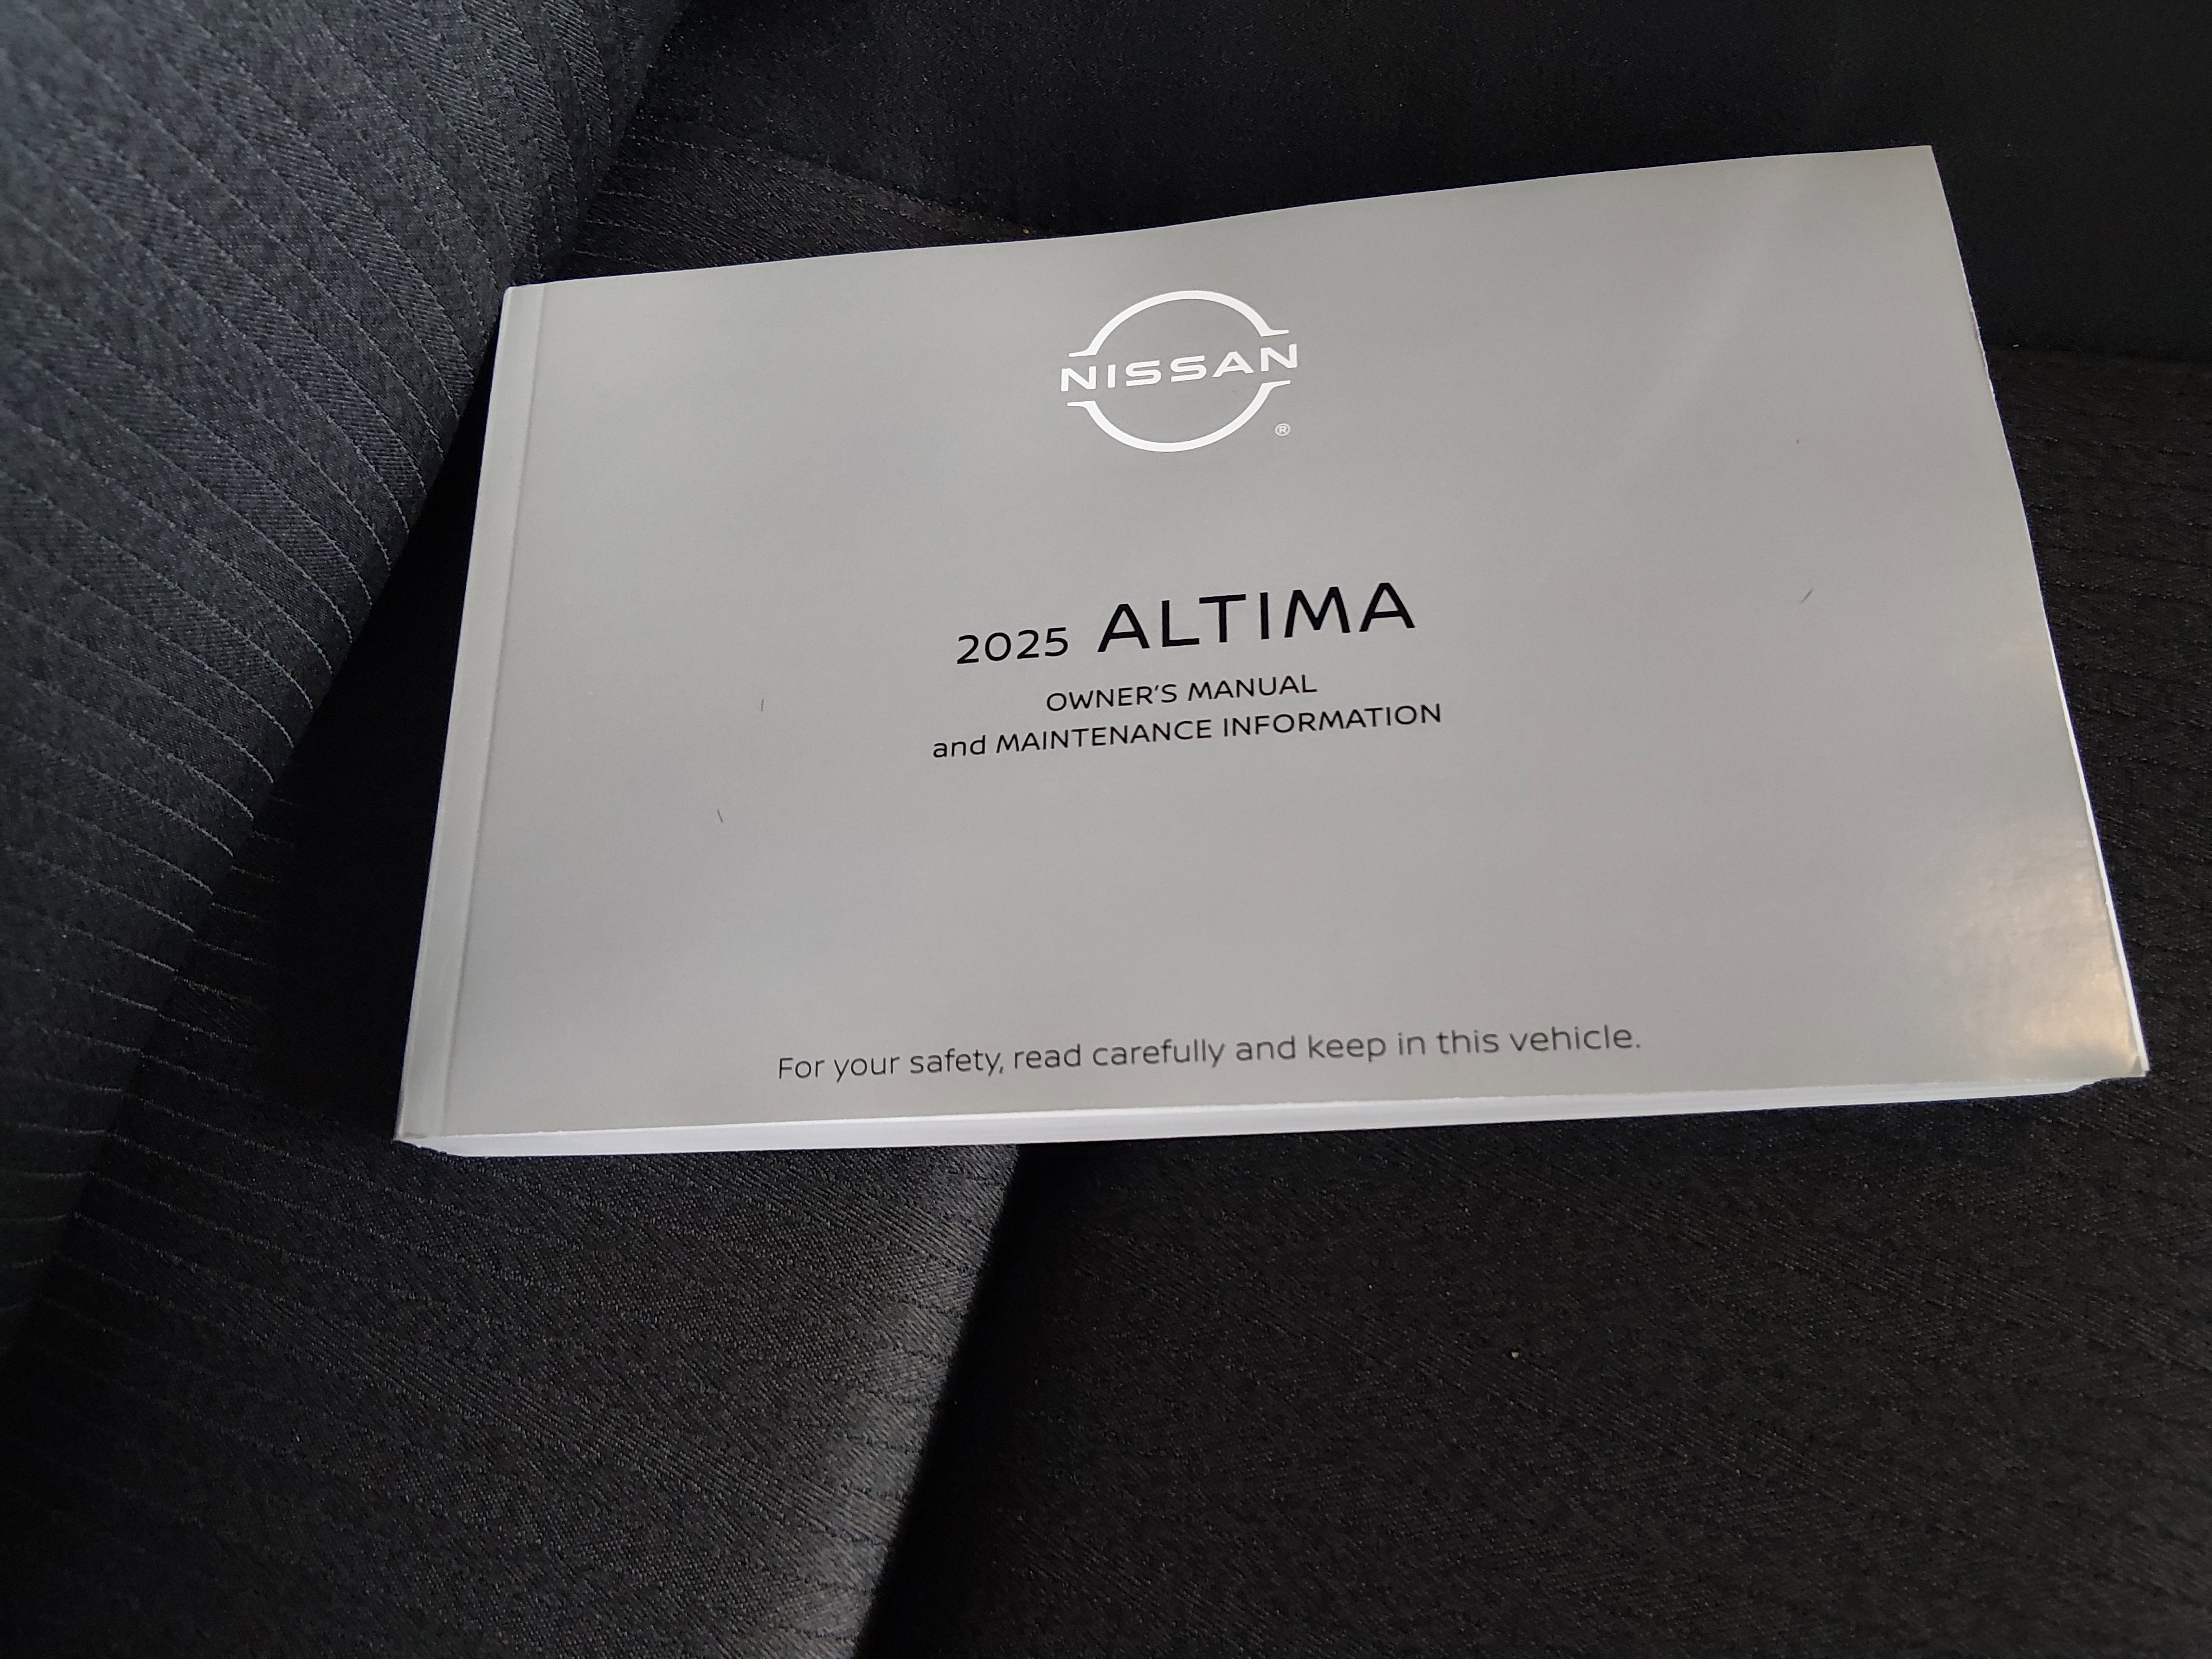 NISSAN
®
2025 ALTIMA
OWNER'S MANUAL
and MAINTENANCE INFORMATION
For your safety, read carefully and keep in this vehicle.